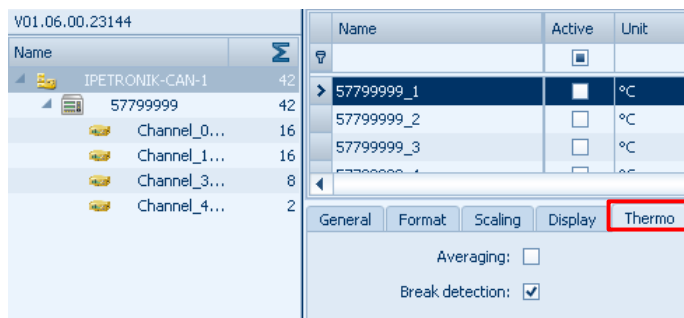 V01.06.00.23144
Name Σ
IPETRONIK-CAN-1 42
57799999 42
Channel_0... 16
Channel_1... 16
Channel_3... 8
Channel_4... 2
Name Active Unit
57799999_1 °C
57799999_2 °C
57799999_3 °C
General Format Scaling Display Thermo
Averaging:
Break detection: